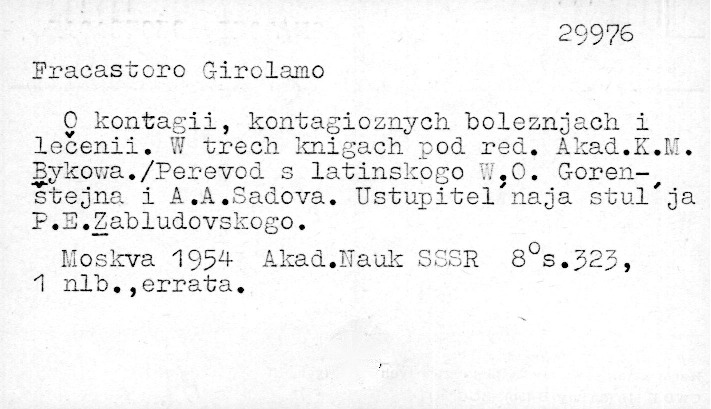 29976
Fracastoro Girolamo
O kontagii, kontagioznych boleznjach i
lečenii. W trech knigach pod red. Akad.K.M.
Bykowa./Perevod s latinskogo W.O. Goren-
štejna i A.A.Sadova. Ustupitel'naja stul'ja
P.E.Zabludovskogo.
Moskva 1954 Akad.Nauk SSSR 8⁰s.323,
1 nlb.,errata.